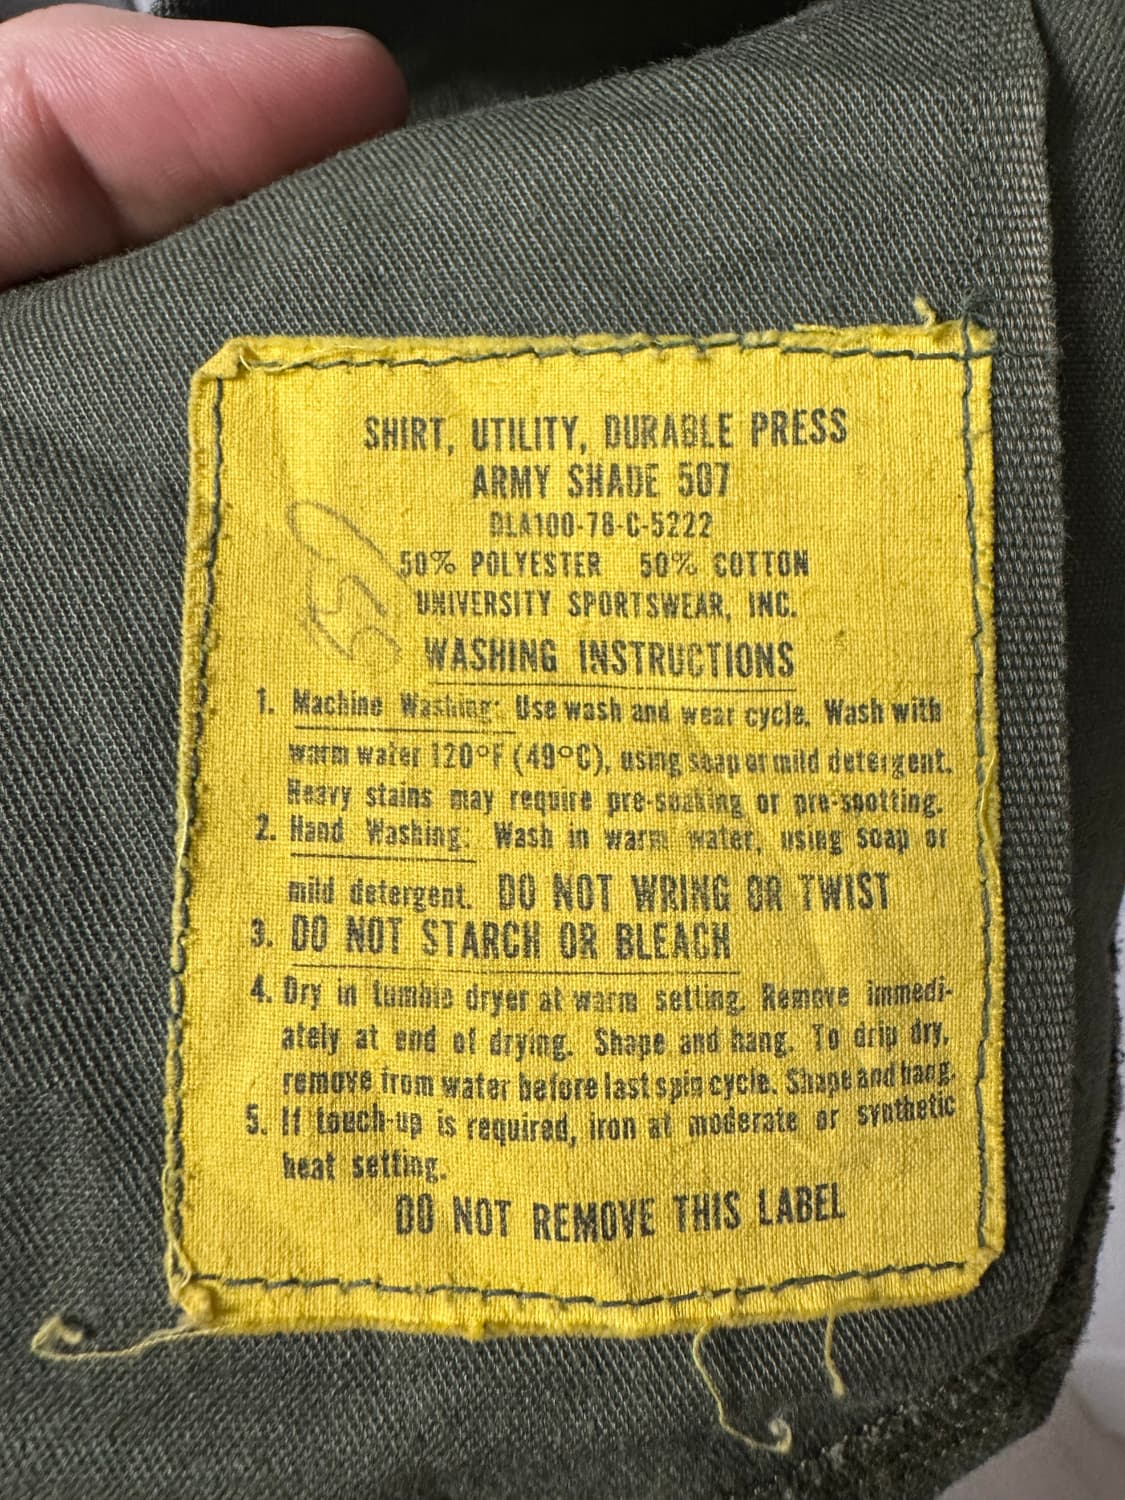 SHIRT, UTILITY, DURABLE PRESS
ARMY SHADE 507
DLA100-78-C-5222
50% POLYESTER 50% COTTON
UNIVERSITY SPORTSWEAR, INC.
WASHING INSTRUCTIONS
1. Machine Washing: Use wash and wear cycle. Wash with
warm water 120°F (49°C), using soap or mild detergent.
Heavy stains may require pre-soaking or pre-spotting.
2. Hand Washing: Wash in warm water, using soap or
mild detergent. DO NOT WRING OR TWIST
3. DO NOT STARCH OR BLEACH
4. Dry in tumble dryer at warm setting. Remove immedi-
ately at end of drying. Shape and hang. To drip dry,
remove from water before last spin cycle. Shape and hang.
5. If touch-up is required, iron at moderate or synthetic
heat setting.
DO NOT REMOVE THIS LABEL